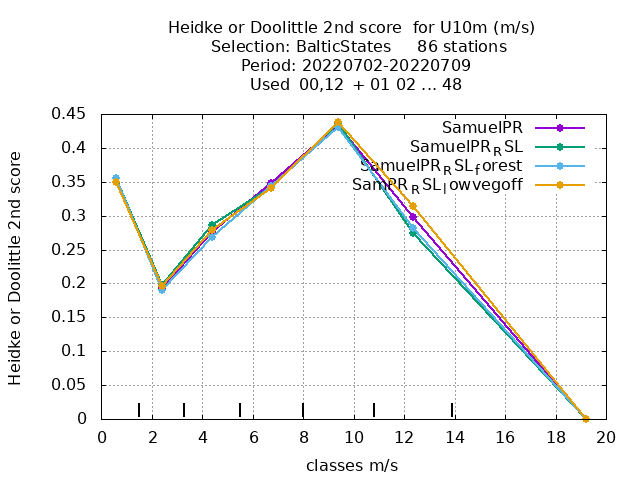 Heidke or Doolittle 2nd score  for U10m (m/s)
Selection: BalticStates     86 stations
Period: 20220702-20220709
Used  00,12  + 01 02 ... 48
Heidke or Doolittle 2nd score
0.45
0.4
0.35
0.3
0.25
0.2
0.15
0.1
0.05
0
SamuelPR
SamuelPR_RSL
SamuelPR_RSL_forest
SamPR_RSL_lowvegoff
0 2 4 6 8 10 12 14 16 18 20
classes m/s